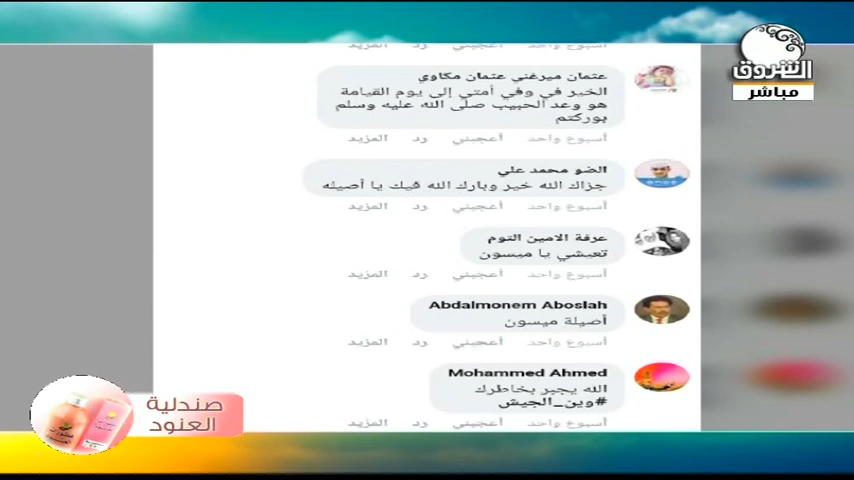 أسبوع واحد أعجبني رد المزيد
الشروق
مباشر
عثمان ميرغني عثمان مكاوي
الخير في وفي أمتي إلى يوم القيامة
هو وعد الحبيب صلى الله عليه وسلم
بوركتم
أسبوع واحد أعجبني رد المزيد
الضو محمد علي
جزاك الله خير وبارك الله فيك يا أصيله
أسبوع واحد أعجبني رد المزيد
عرفة الامين التوم
تعيشي يا ميسون
أسبوع واحد أعجبني رد المزيد
Abdalmonem Aboslah
أصيلة ميسون
أسبوع واحد أعجبني رد المزيد
Mohammed Ahmed
الله يجبر بخاطرك
#وين_الجيش
أسبوع واحد أعجبني رد المزيد
صندلية
العنود